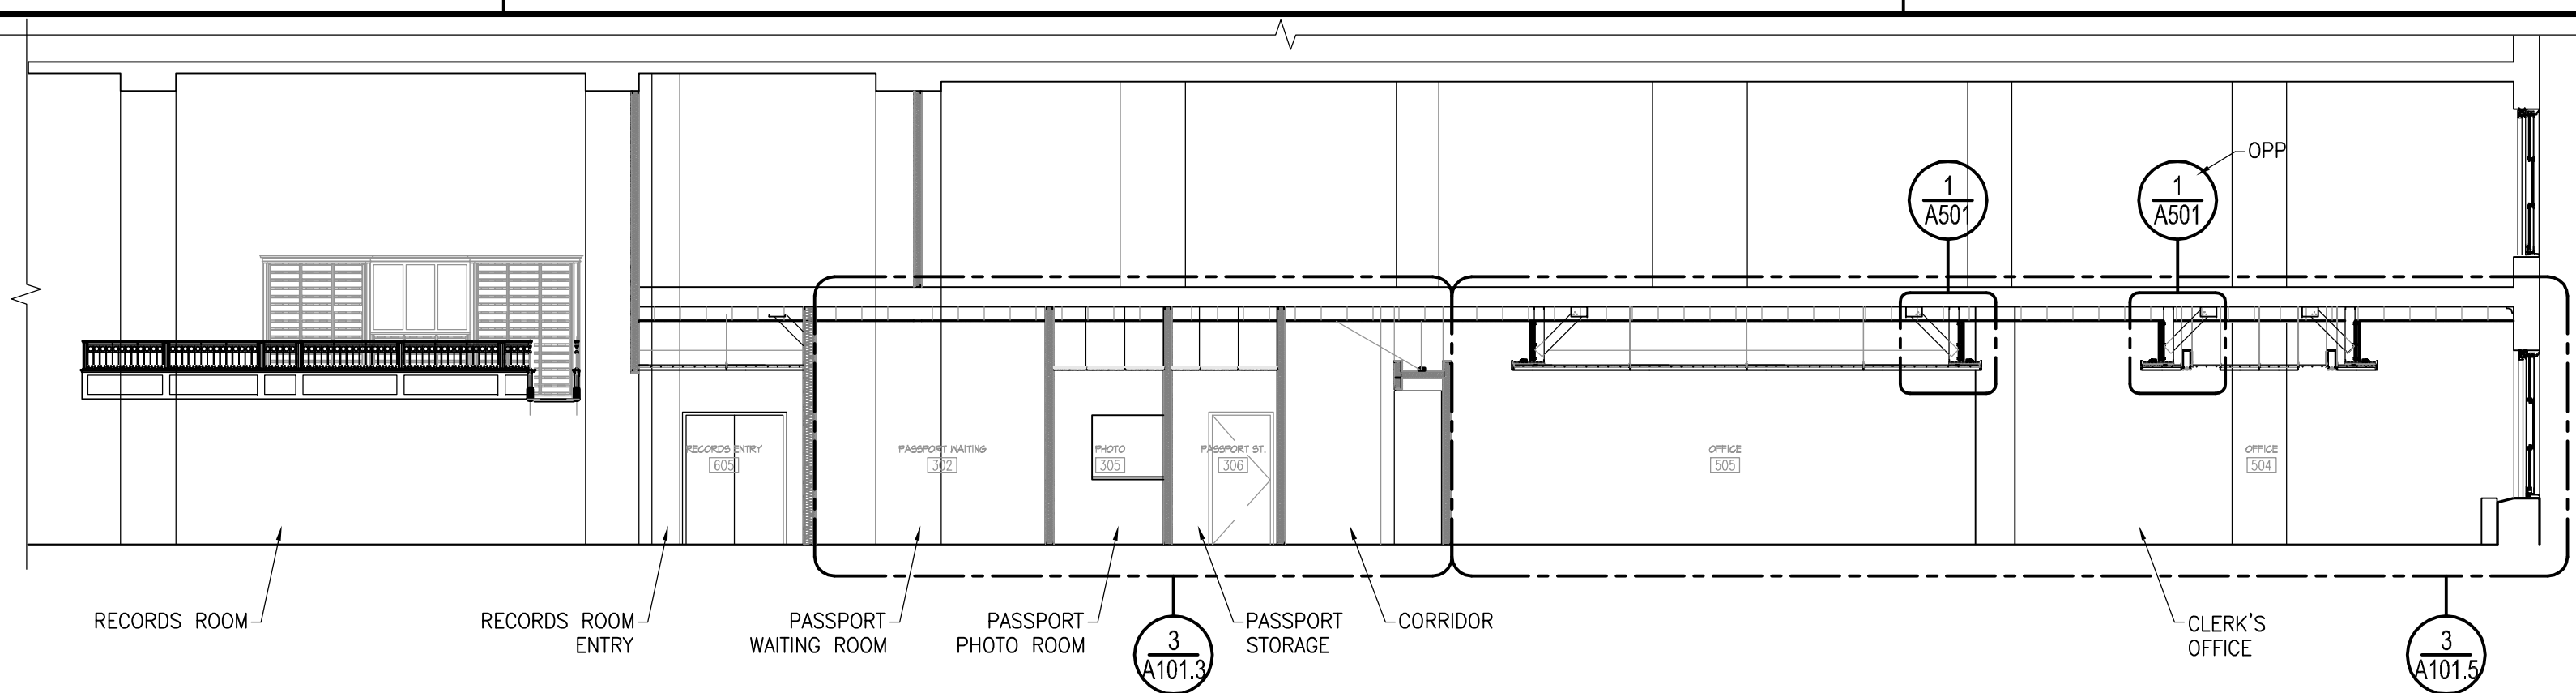 OPP
1
A501
1
A501
RECORDS ENTRY
605
PASSPORT WAITING
302
PHOTO
305
PASSPORT ST.
306
OFFICE
505
OFFICE
504
RECORDS ROOM
RECORDS ROOM
ENTRY
PASSPORT
WAITING ROOM
PASSPORT
PHOTO ROOM
PASSPORT
STORAGE
CORRIDOR
CLERK'S
OFFICE
3
A101.3
3
A101.5